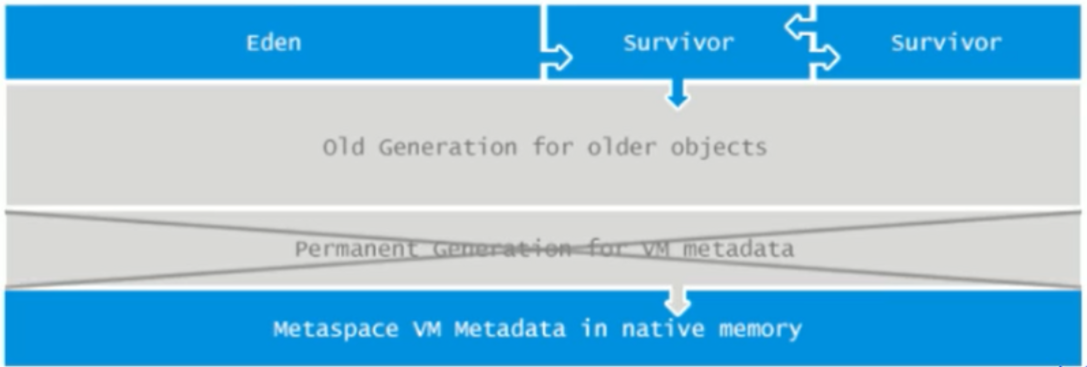 Eden
Survivor
Survivor
Old Generation for older objects
Permanent Generation for VM metadata
Metaspace VM Metadata in native memory